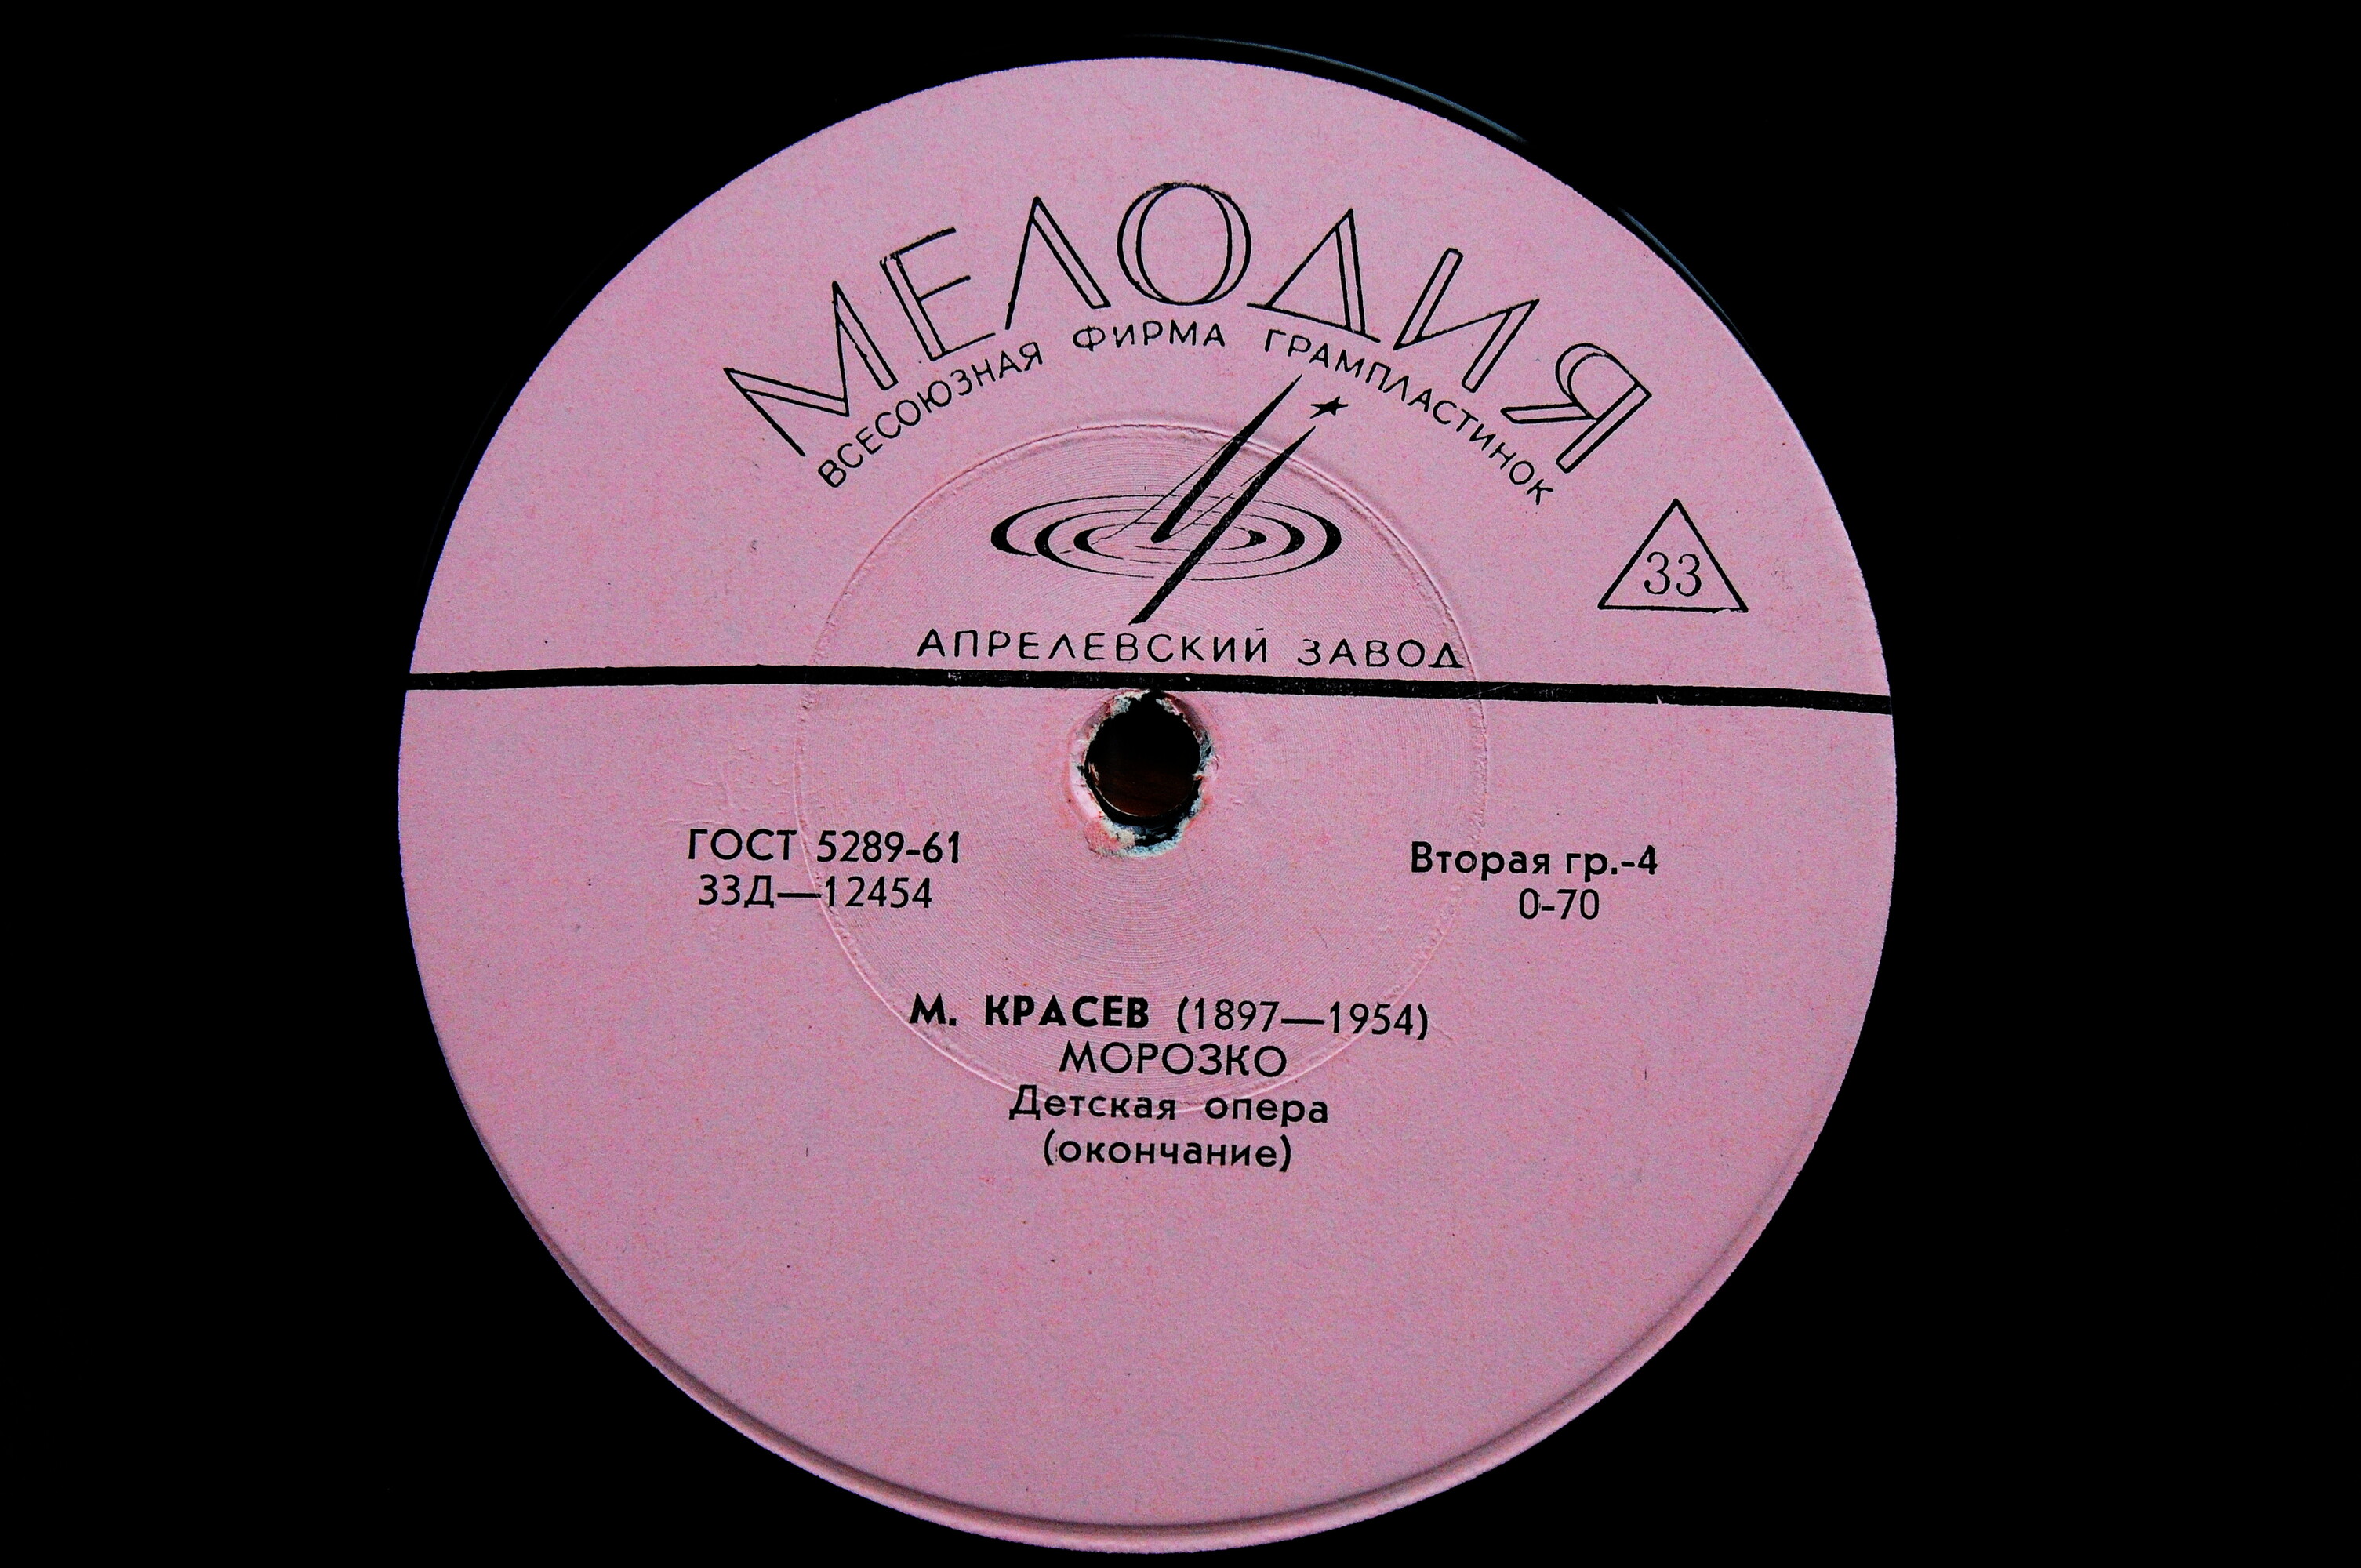 МЕЛОДИЯ
ВСЕСОЮЗНАЯ ФИРМА ГРАМПЛАСТИНОК
33
АПРЕЛЕВСКИЙ ЗАВОД
ГОСТ 5289-61
33Д—12454
Вторая гр.-4
0-70
М. КРАСЕВ (1897—1954)
МОРОЗКО
Детская опера
(окончание)